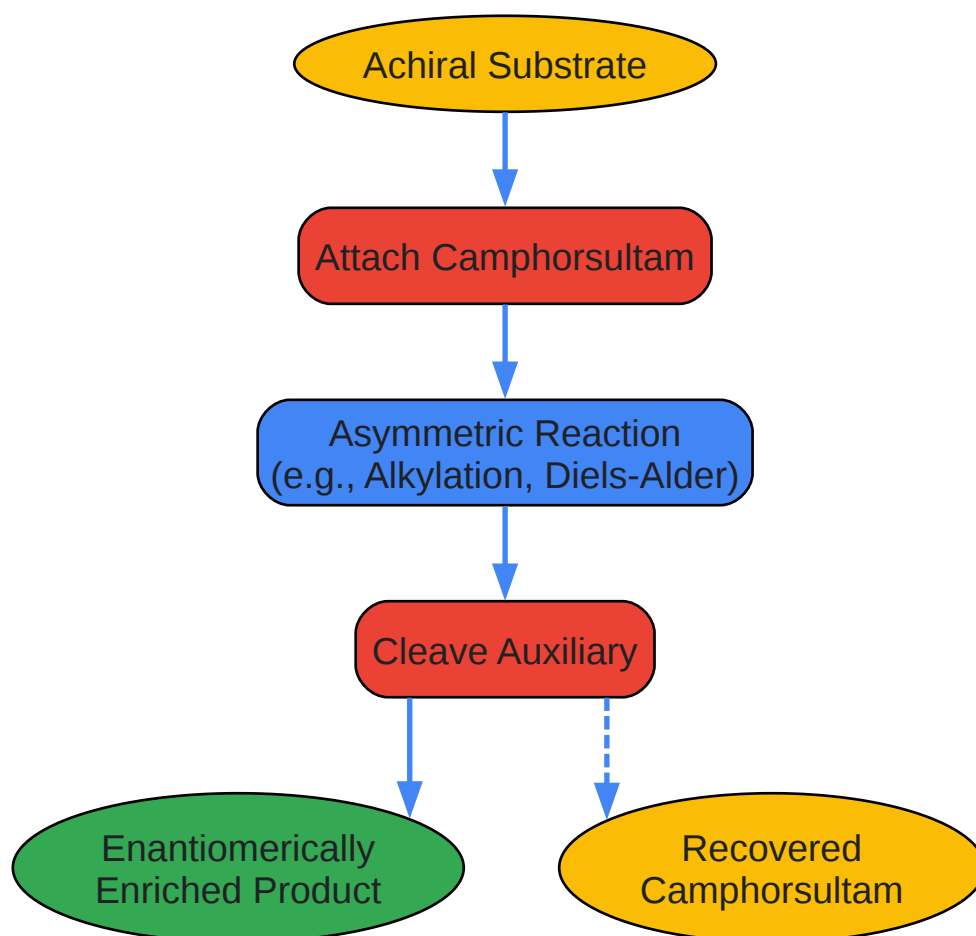 Achiral Substrate
Attach Camphorsultam
Asymmetric Reaction
(e.g., Alkylation, Diels-Alder)
Cleave Auxiliary
Enantiomerically
Enriched Product
Recovered
Camphorsultam